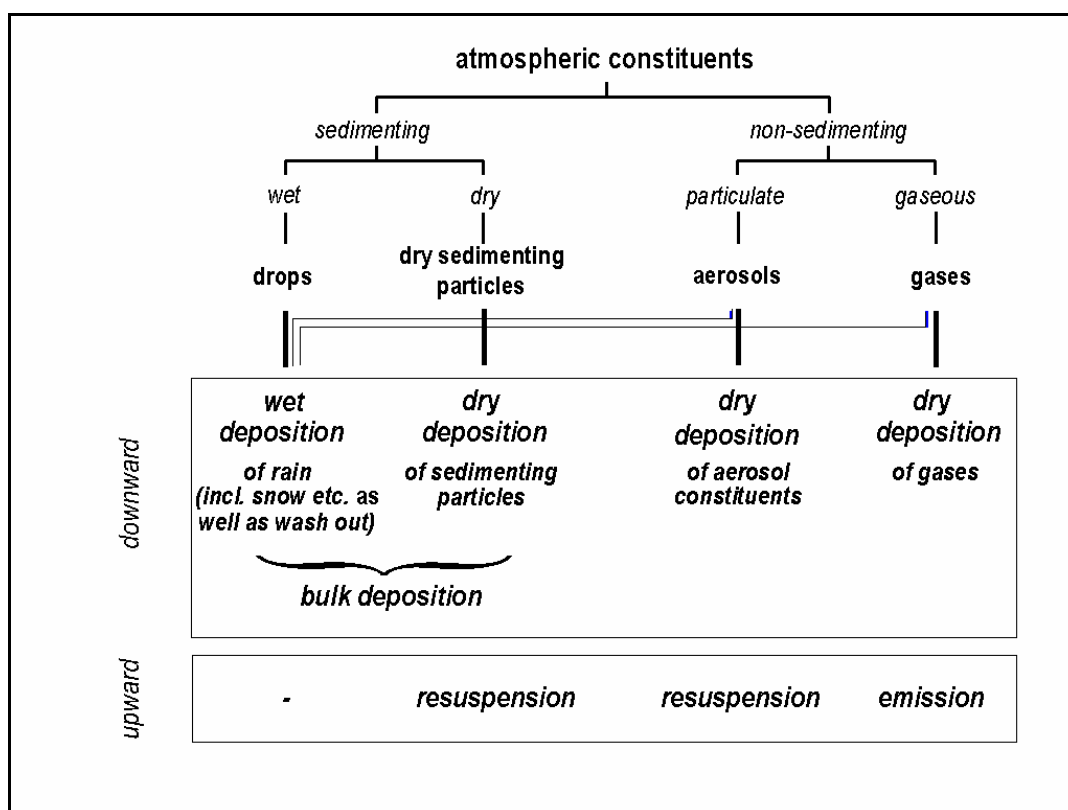 atmospheric constituents
sedimenting
non-sedimenting
wet
dry
particulate
gaseous
drops
dry sedimenting
particles
aerosols
gases
downward
wet
deposition
of rain
(incl. snow etc. as
well as wash out)
dry
deposition
of sedimenting
particles
dry
deposition
of aerosol
constituents
dry
deposition
of gases
bulk deposition
upward
-
resuspension
resuspension
emission